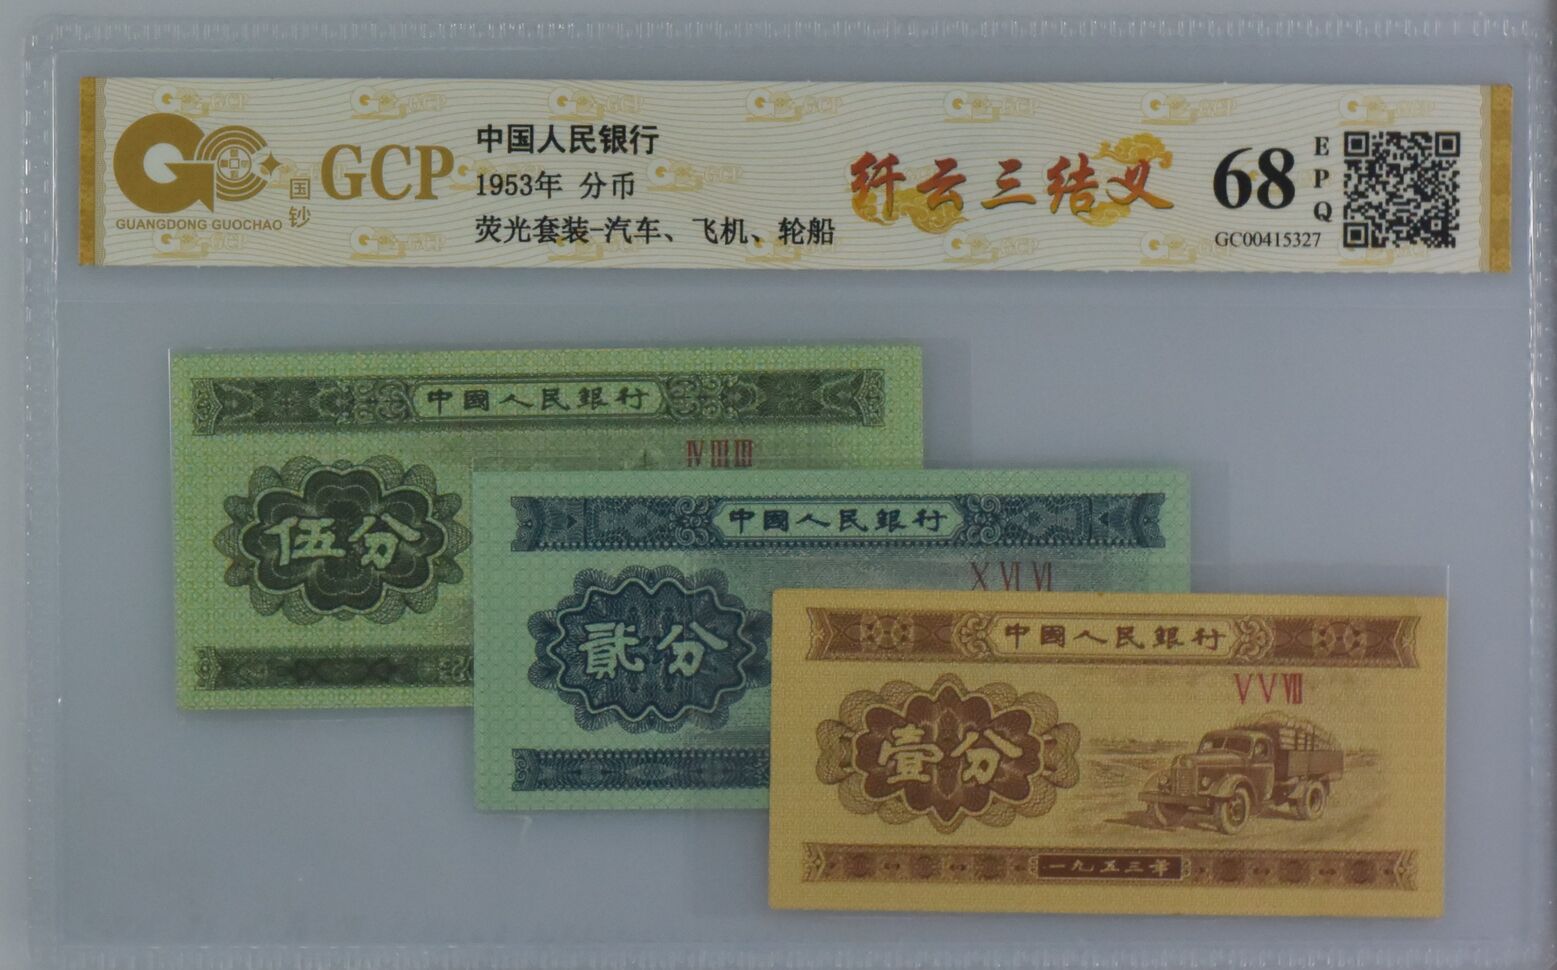 GUANGDONG GUOCHAO
国钞
GCP
中国人民银行
1953年 分币
荧光套装-汽车、飞机、轮船
纤云三结义
68
EPQ
GC00415327
中國人民銀行
IV III III
伍分
中國人民銀行
X VI VI
貳分
中國人民銀行
V V VII
壹分
一九五三年